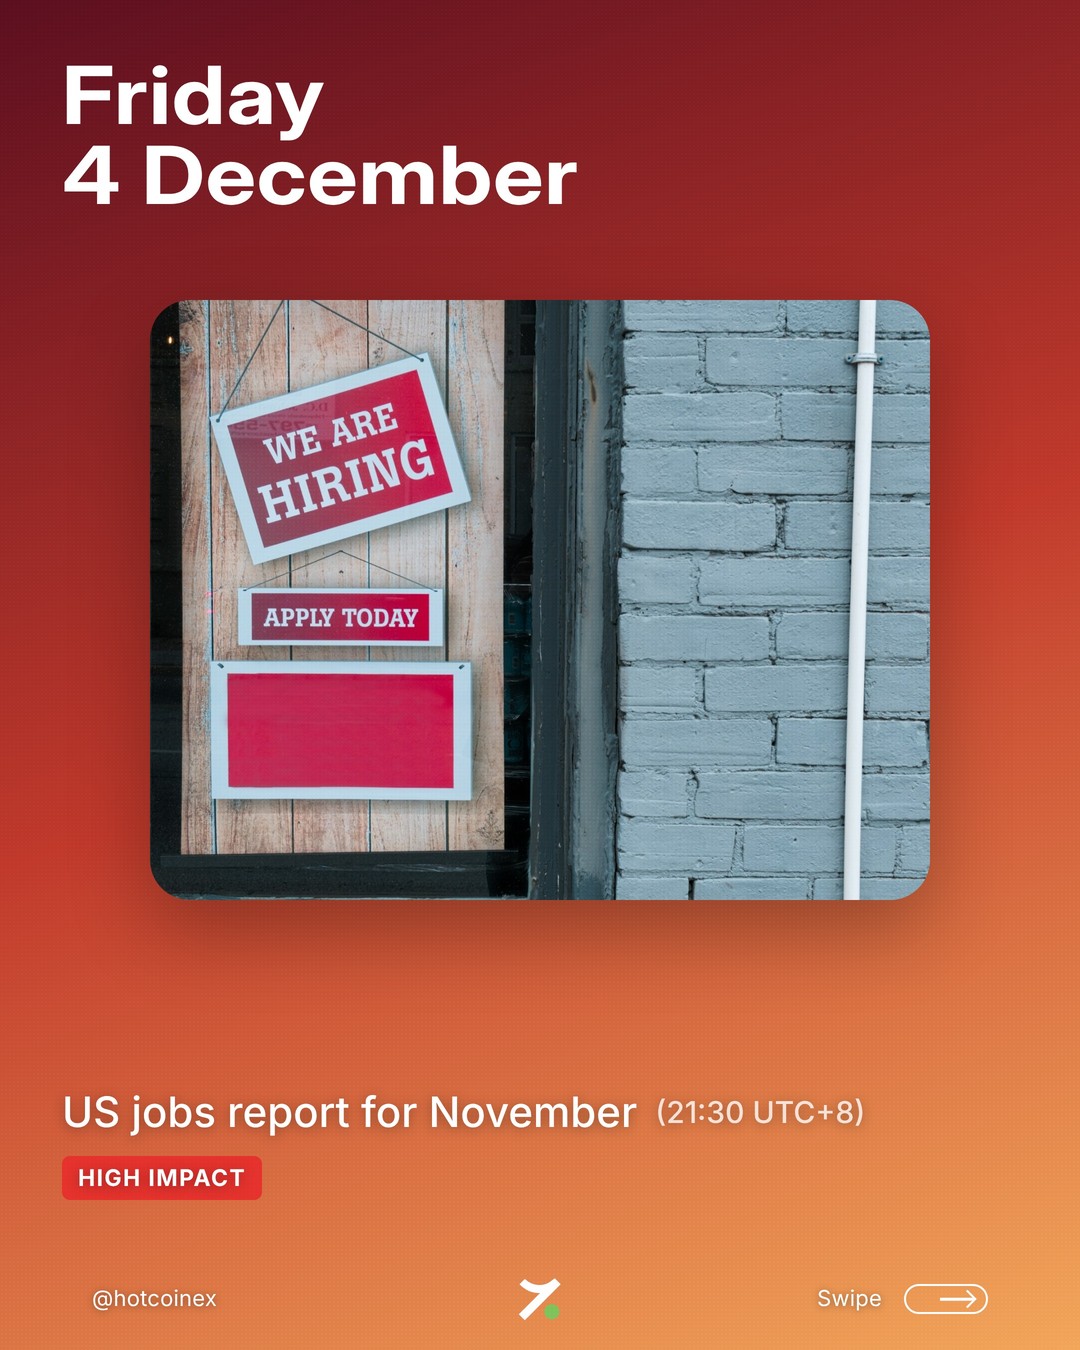 Friday
4 December
WE ARE
HIRING
APPLY TODAY
US jobs report for November (21:30 UTC+8)
HIGH IMPACT
@hotcoinex
Swipe